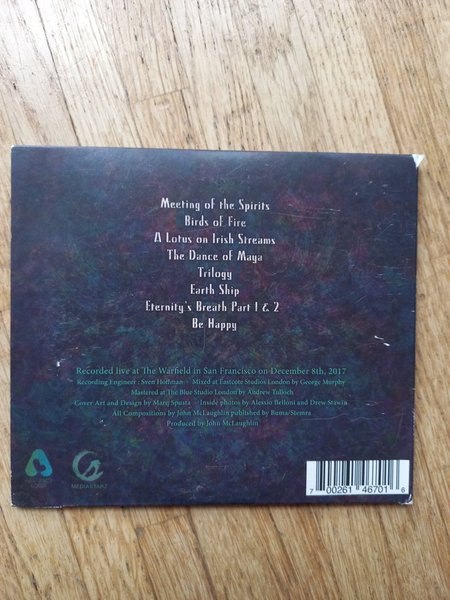 Meeting of the Spirits
Birds of Fire
A Lotus on Irish Streams
The Dance of Maya
Trilogy
Earth Ship
Eternity's Breath Part 1 & 2
Be Happy
Recorded live at The Warfield in San Francisco on December 8th, 2017
Recording Engineer : Sven Hoffman - Mixed at Eastcote Studios London by George Murphy
Mastered at The Blue Studio London by Andrew Tulloch
Cover Art and Design by Marq Spusta - Inside photos by Alessio Belloni and Drew Stawin
All Compositions by John McLaughlin published by Buma/Stemra
Produced by John McLaughlin
MEDIASTARZ
7 00261 46701 6